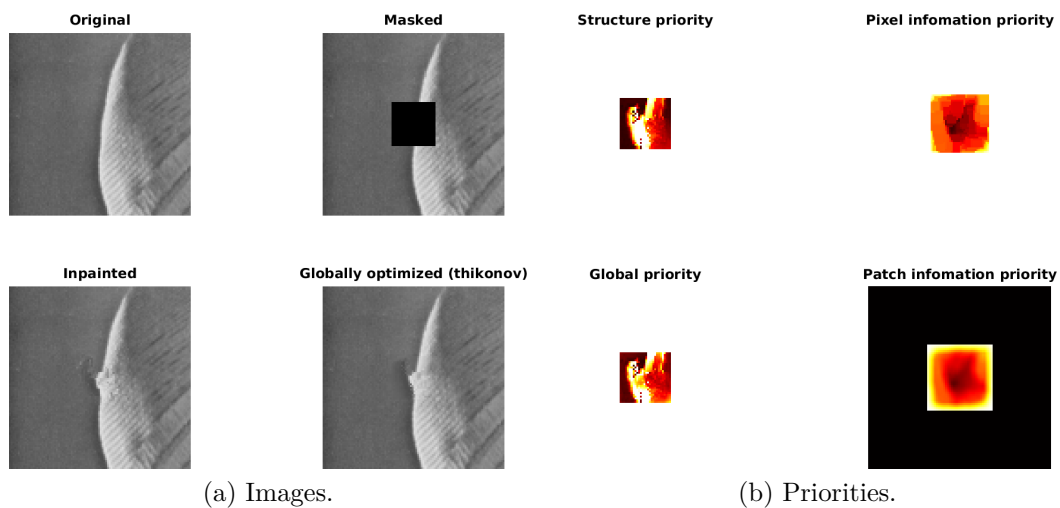 Original
Masked
Structure priority
Pixel infomation priority
Inpainted
Globally optimized (thikonov)
Global priority
Patch infomation priority
(a) Images.
(b) Priorities.